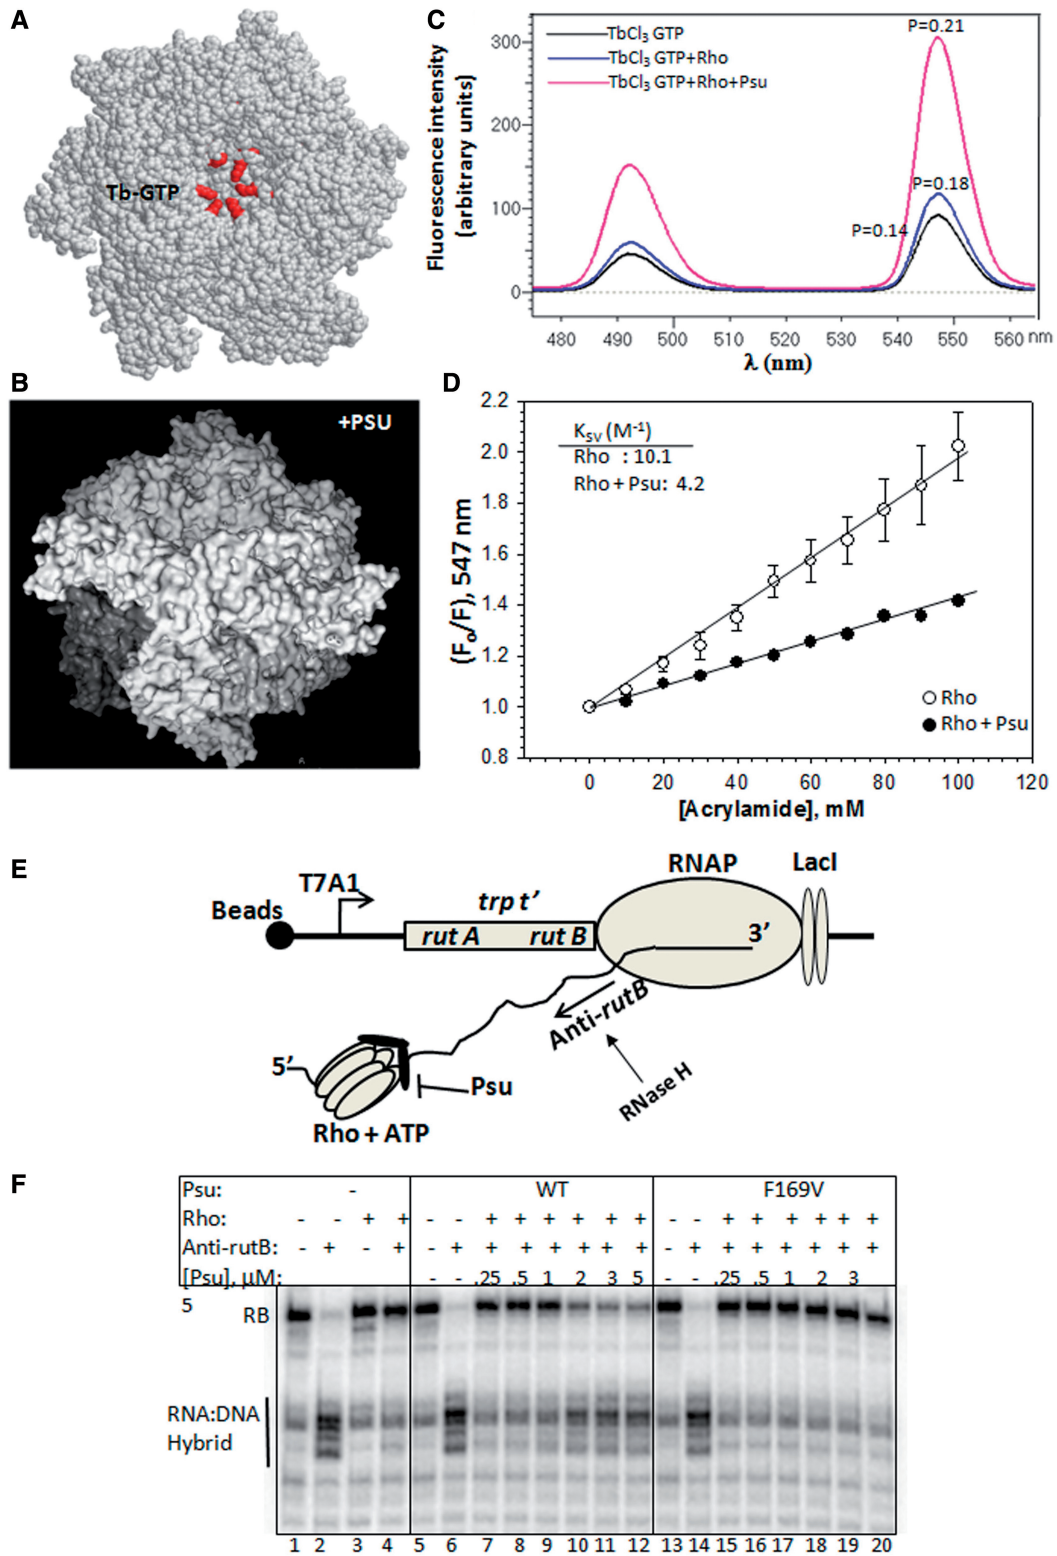 A
Tb-GTP
B
+PSU
C
Fluorescence intensity
(arbitrary units)
300
200
100
0
TbCl3 GTP
TbCl3 GTP+Rho
TbCl3 GTP+Rho+Psu
P=0.21
P=0.18
P=0.14
480 490 500 510 520 530 540 550 560 nm
λ (nm)
D
(Fo/F), 547 nm
2.2
2.0
1.8
1.6
1.4
1.2
1.0
0.8
KSV (M-1)
Rho : 10.1
Rho + Psu: 4.2
Rho
Rho + Psu
0 20 40 60 80 100 120
[Acrylamide], mM
E
Beads
T7A1
trp t’
rut A rut B
RNAP
LacI
3’
Anti-rutB
RNase H
5’
Psu
Rho + ATP
F
Psu: - WT F169V
Rho: - - + + - - + + + + + + - - + + + + + +
Anti-rutB: - + - + - + + + + + + + - + + + + + + +
[Psu], µM: - - .25 .5 1 2 3 5 - - .25 .5 1 2 3
5
RB
RNA:DNA
Hybrid
1 2 3 4 5 6 7 8 9 10 11 12 13 14 15 16 17 18 19 20